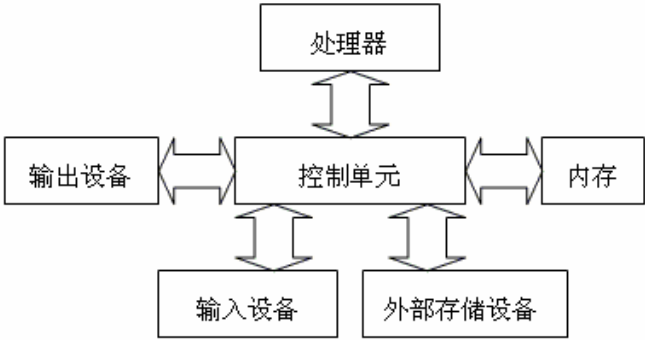 处理器
输出设备
控制单元
内存
输入设备
外部存储设备